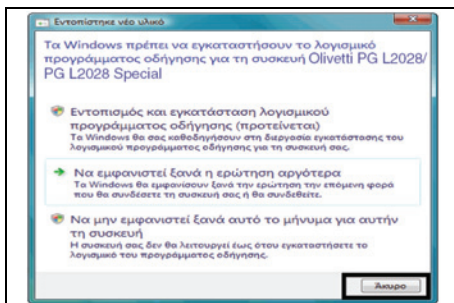 Εντοπίστηκε νέο υλικό
Τα Windows πρέπει να εγκαταστήσουν το λογισμικό
προγράμματος οδήγησης για τη συσκευή Olivetti PG L2028/
PG L2028 Special
Εντοπισμός και εγκατάσταση λογισμικού
προγράμματος οδήγησης (προτείνεται)
Τα Windows θα σας καθοδηγήσουν στη διεργασία εγκατάστασης του
λογισμικού προγράμματος οδήγησης για τη συσκευή σας.
Να εμφανιστεί ξανά η ερώτηση αργότερα
Τα Windows θα εμφανίσουν ξανά την ερώτηση την επόμενη φορά
που θα συνδέσετε τη συσκευή σας ή θα συνδεθείτε.
Να μην εμφανιστεί ξανά αυτό το μήνυμα για αυτήν
τη συσκευή
Η συσκευή σας δεν θα λειτουργεί έως ότου εγκαταστήσετε το
λογισμικό του προγράμματος οδήγησης.
Άκυρο